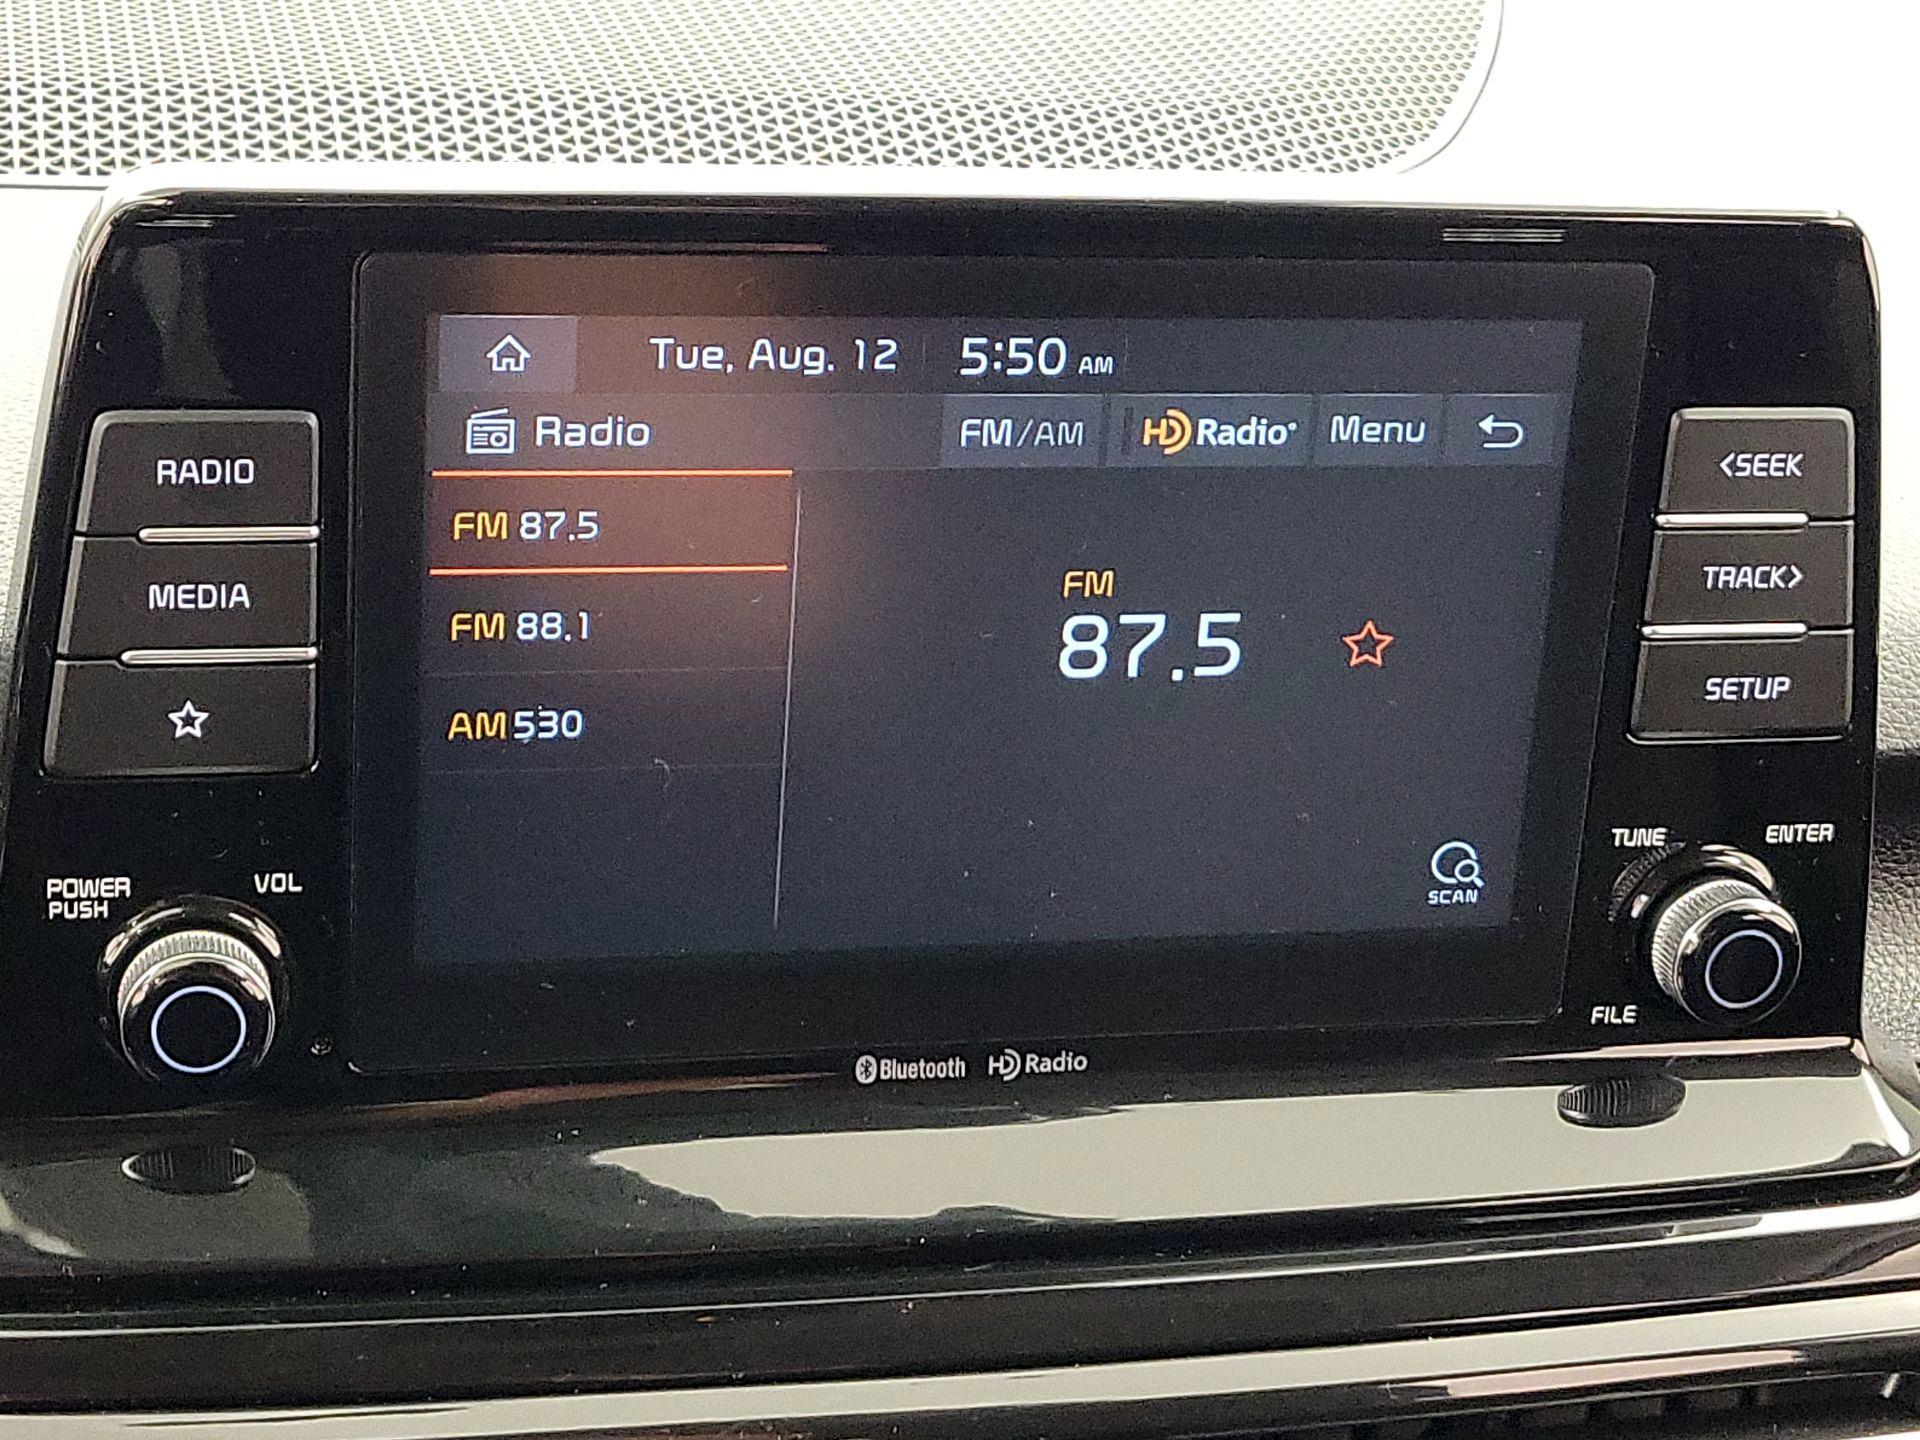 Tue, Aug. 12 5:50 AM
Radio FM/AM HD Radio Menu
FM 87.5
FM 88.1
AM 530
FM
87.5
SCAN
RADIO
MEDIA
POWER
PUSH
VOL
<SEEK
TRACK>
SETUP
TUNE
ENTER
FILE
Bluetooth HD Radio